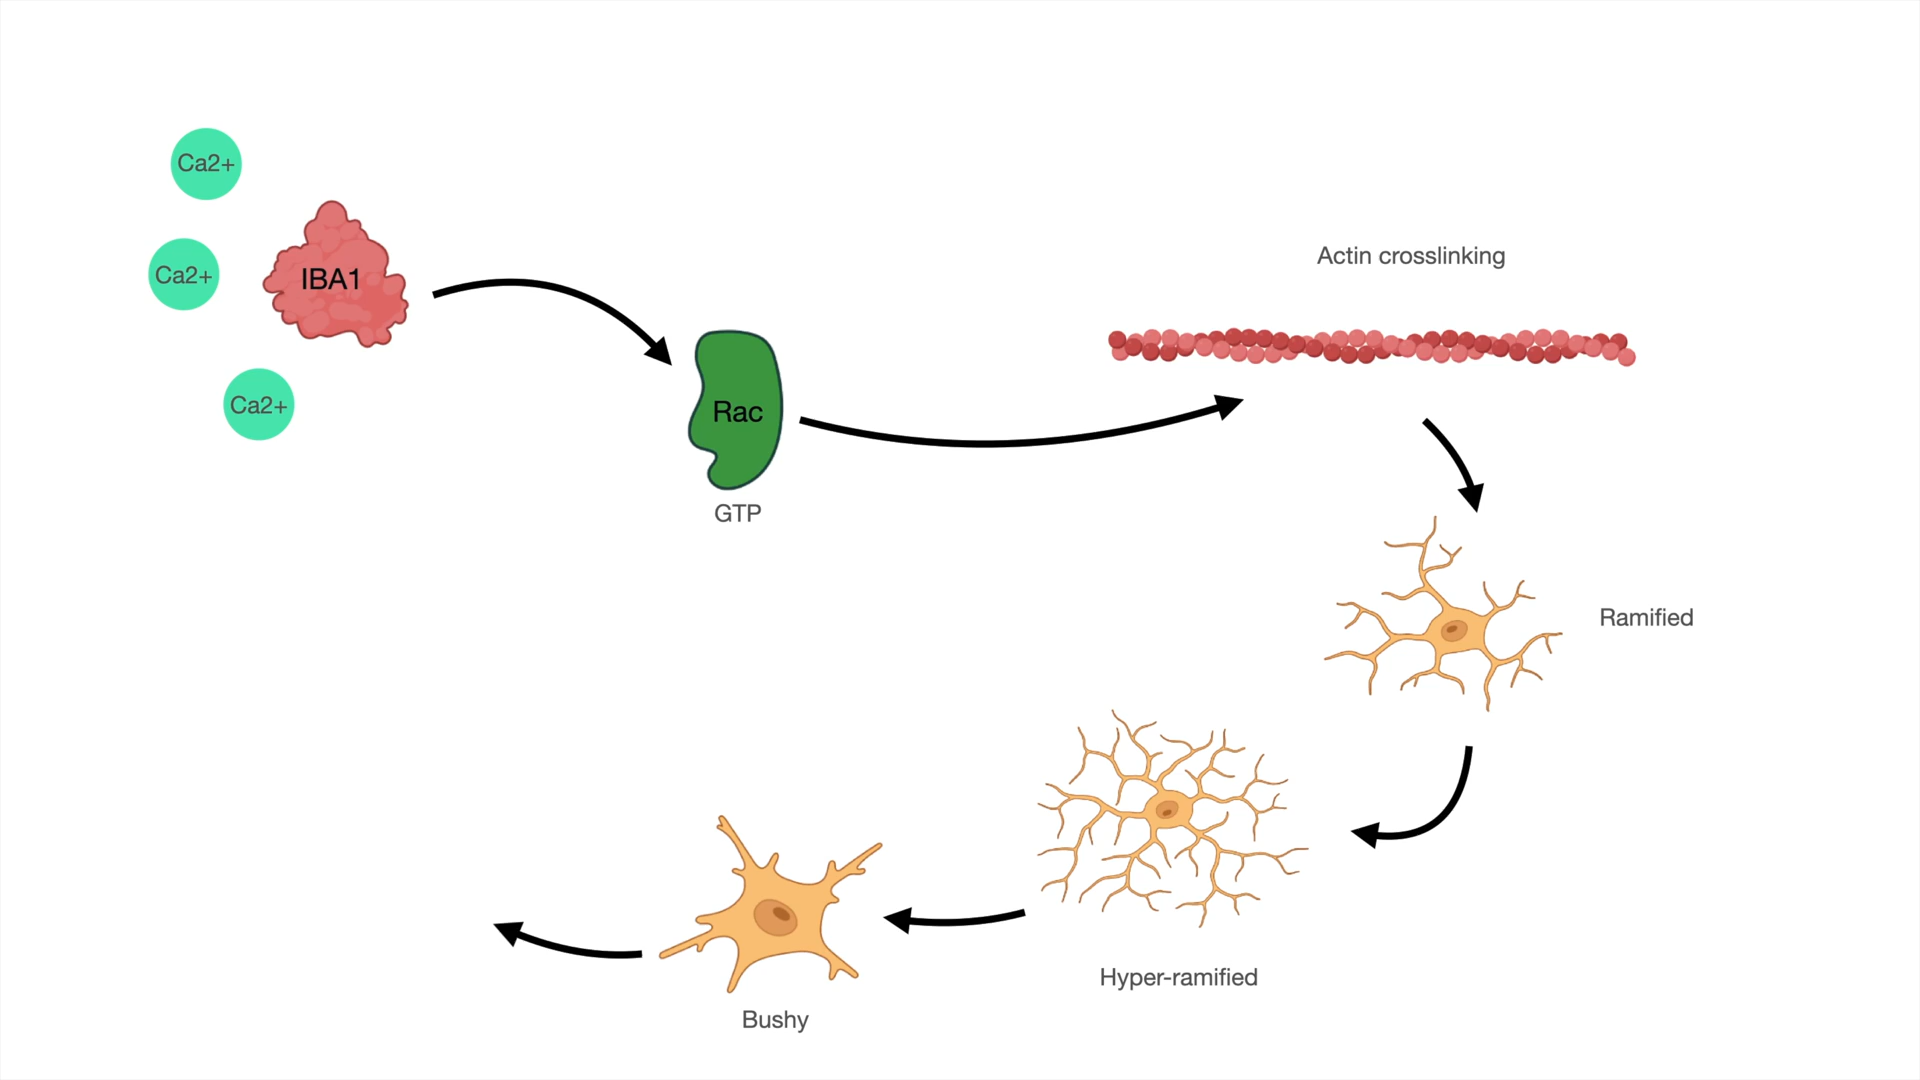 Ca2+
Ca2+
IBA1
Ca2+
Rac
GTP
Actin crosslinking
Ramified
Hyper-ramified
Bushy